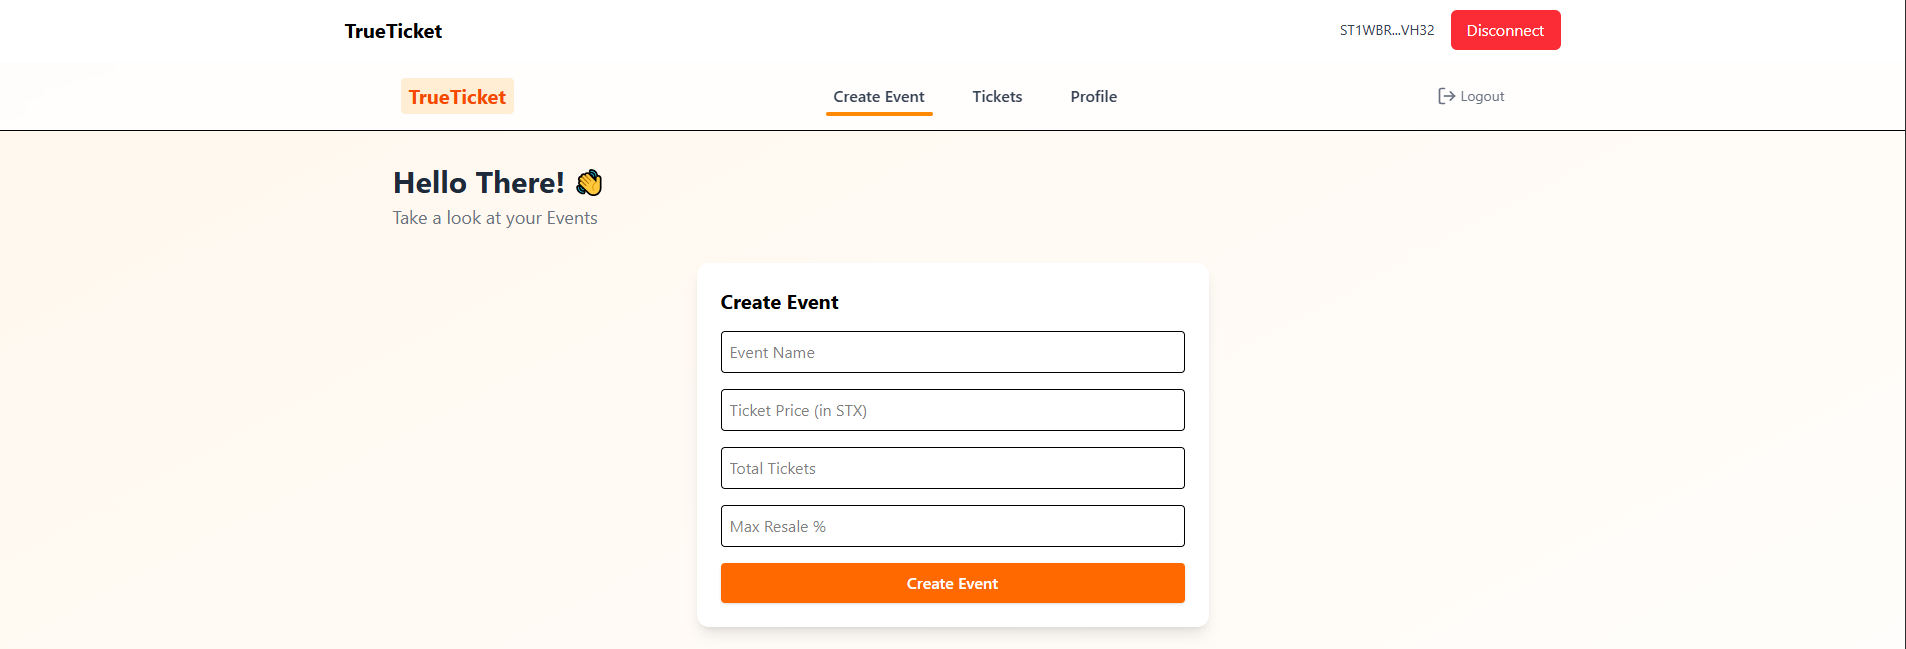 TrueTicket
ST1WBR...VH32
Disconnect
TrueTicket
Create Event
Tickets
Profile
Logout
Hello There! 👋
Take a look at your Events
Create Event
Event Name
Ticket Price (in STX)
Total Tickets
Max Resale %
Create Event